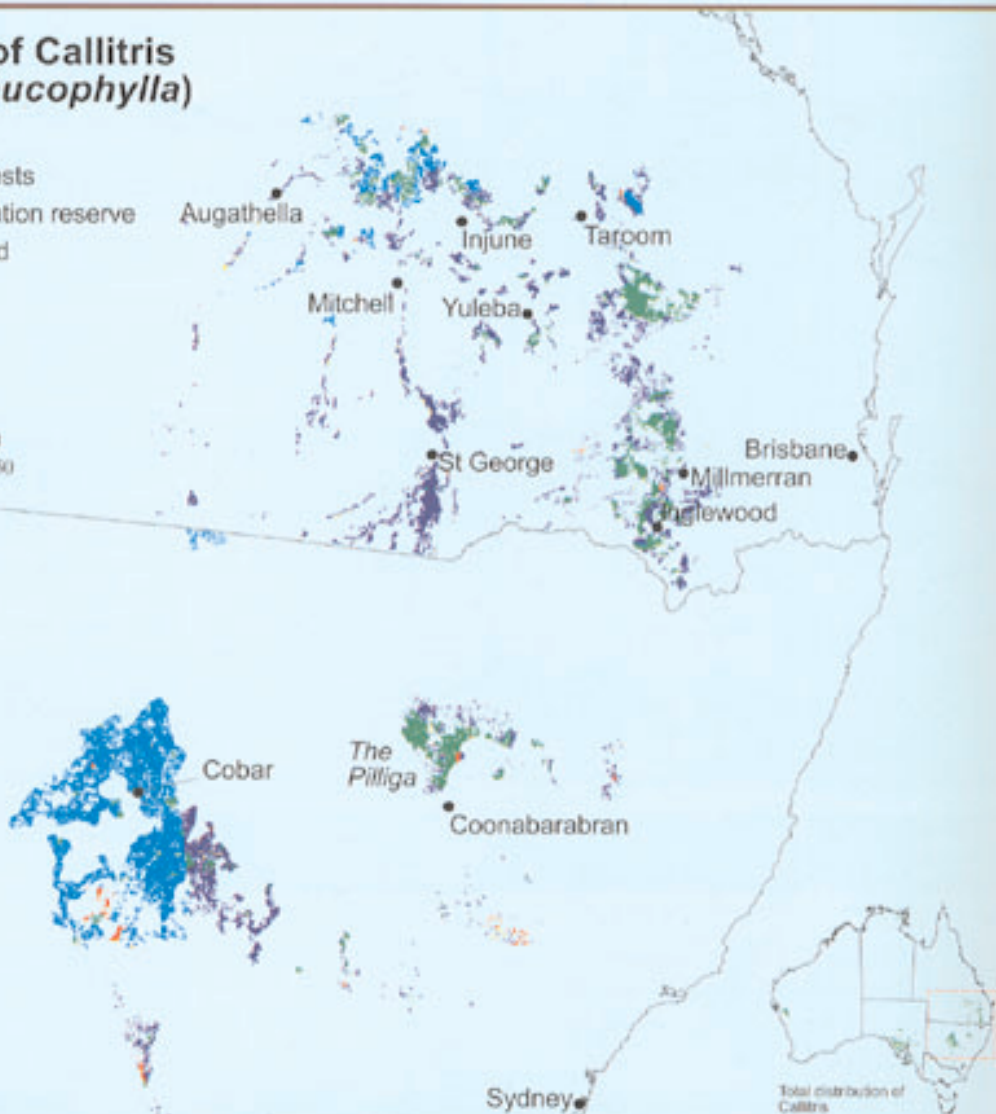 of Callitris
ucophylla)
ests
ution reserve
d
Augathella
Injune
Taroom
Mitchell
Yuleba
St George
Brisbane
Millmerran
Inglewood
Cobar
The
Pilliga
Coonabarabran
Sydney
Total distribution of
Callitris